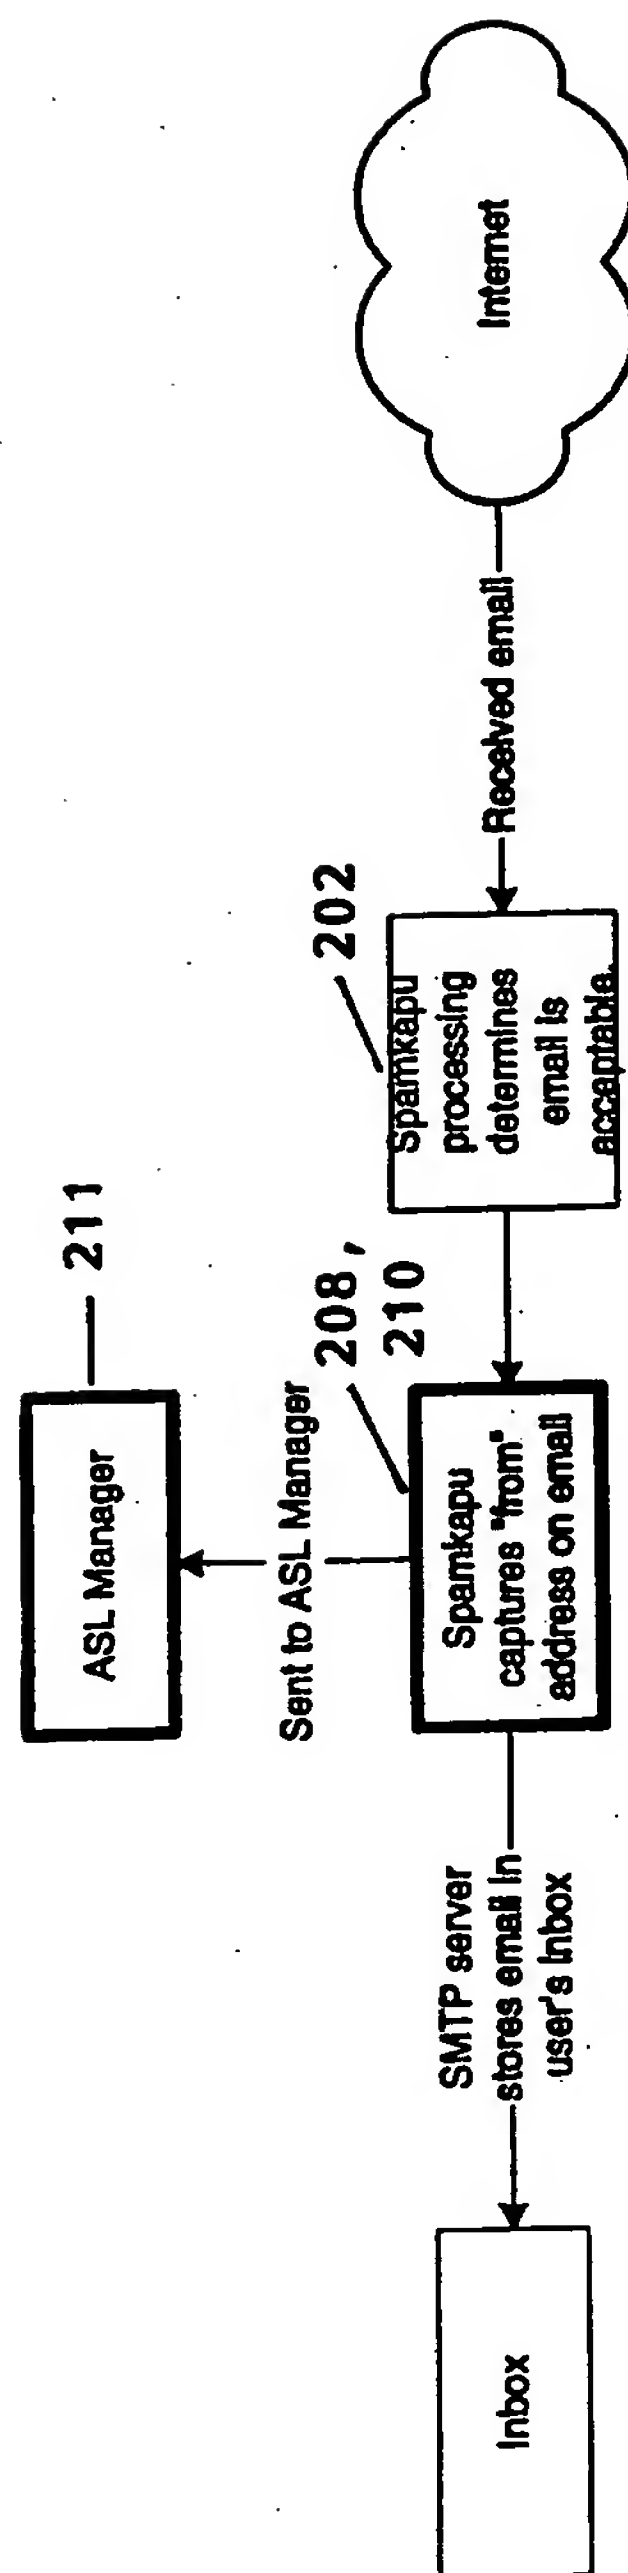 211
ASL Manager
Sent to ASL Manager
208,
210
202
Inbox
SMTP server
stores email in
user's Inbox
Spamkapu
captures "from"
address on email
Spamkapu
processing
determines
email is
acceptable.
Received email
Internet